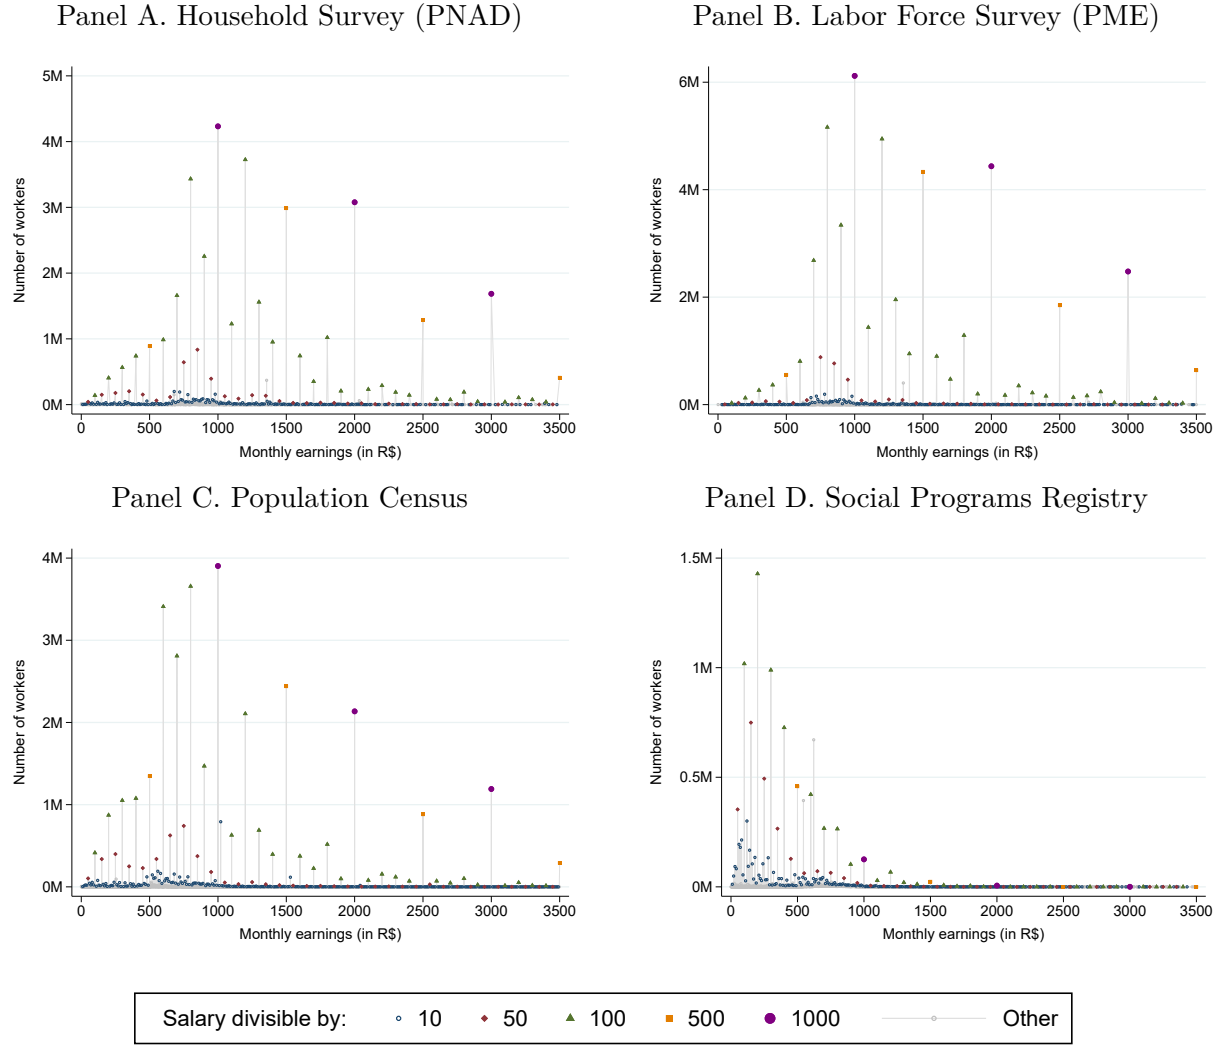 Panel A. Household Survey (PNAD)
Number of workers
5M
4M
3M
2M
1M
0M
0 500 1000 1500 2000 2500 3000 3500
Monthly earnings (in R$)
Panel B. Labor Force Survey (PME)
Number of workers
6M
4M
2M
0M
0 500 1000 1500 2000 2500 3000 3500
Monthly earnings (in R$)
Panel C. Population Census
Number of workers
4M
3M
2M
1M
0M
0 500 1000 1500 2000 2500 3000 3500
Monthly earnings (in R$)
Panel D. Social Programs Registry
Number of workers
1.5M
1M
0.5M
0M
0 500 1000 1500 2000 2500 3000 3500
Monthly earnings (in R$)
Salary divisible by: 10 50 100 500 1000 Other